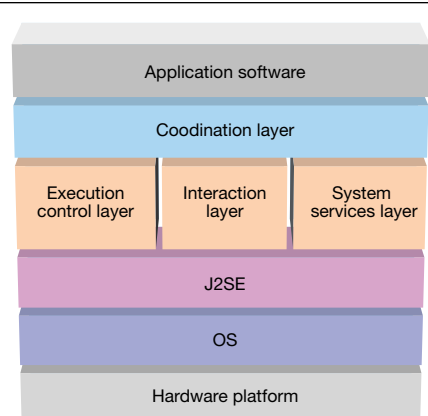 Application software
Coodination layer
Execution
control layer
Interaction
layer
System
services layer
J2SE
OS
Hardware platform